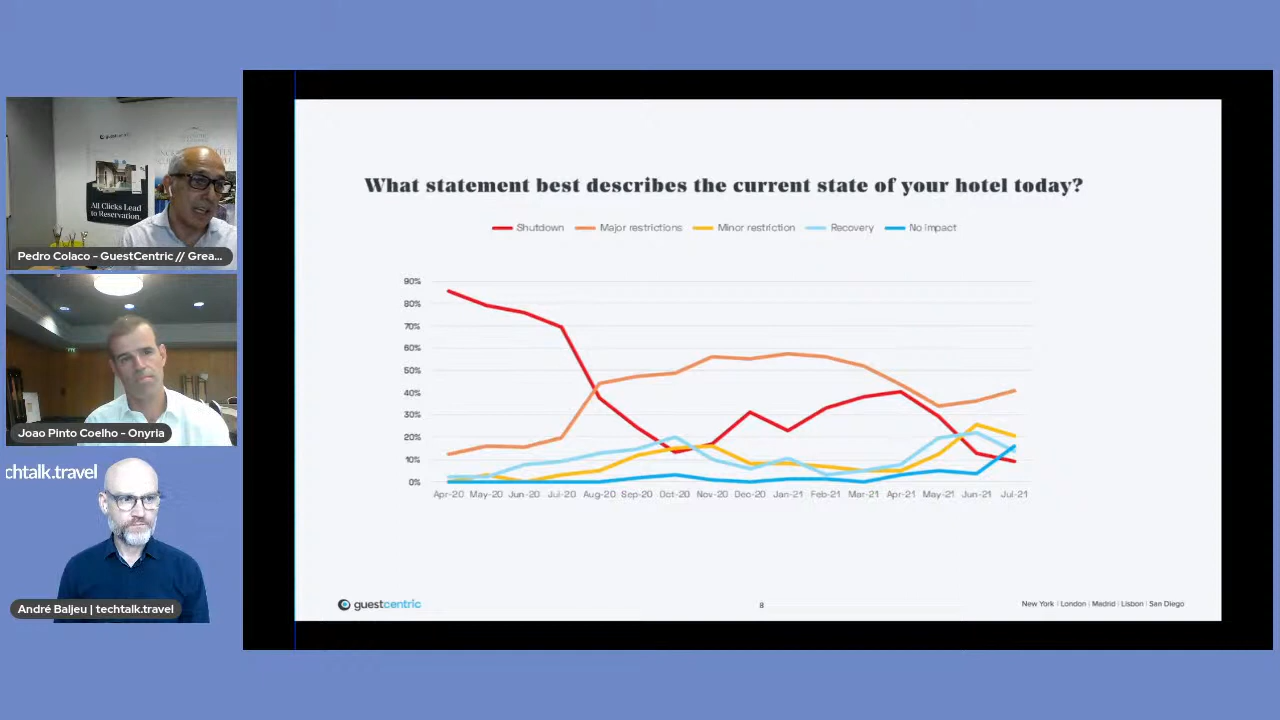 What statement best describes the current state of your hotel today?
Shutdown Major restrictions Minor restriction Recovery No impact
90%
80%
70%
60%
50%
40%
30%
20%
10%
0%
Apr-20 May-20 Jun-20 Jul-20 Aug-20 Sep-20 Oct-20 Nov-20 Dec-20 Jan-21 Feb-21 Mar-21 Apr-21 May-21 Jun-21 Jul-21
guestcentric
8
New York | London | Madrid | Lisbon | San Diego
All Clicks Lead
to Reservation.
Pedro Colaco - GuestCentric // Grea...
Joao Pinto Coelho - Onyria
chtalk.travel
André Baljeu | techtalk.travel